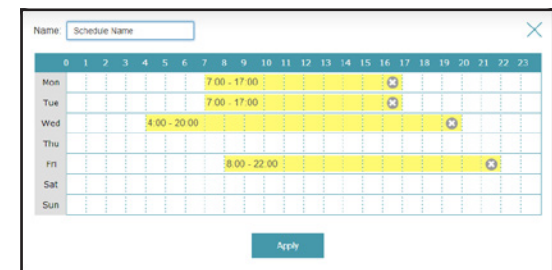 Name: Schedule Name
0 1 2 3 4 5 6 7 8 9 10 11 12 13 14 15 16 17 18 19 20 21 22 23
Mon 7:00 - 17:00
Tue 7:00 - 17:00
Wed 4:00 - 20:00
Thu
Fri 8:00 - 22:00
Sat
Sun
Apply